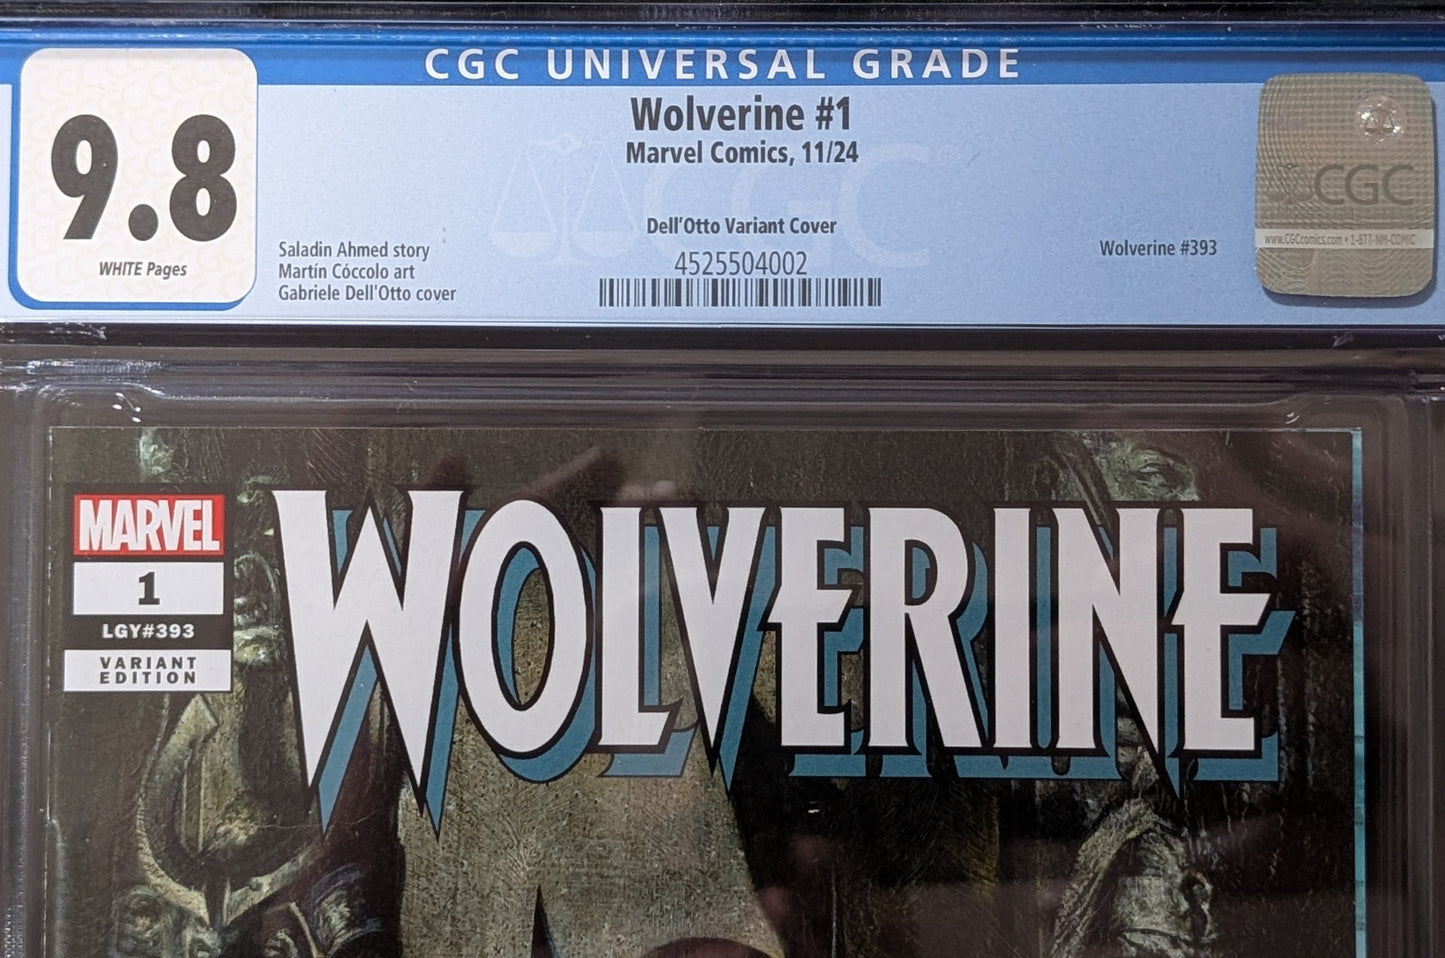 CGC UNIVERSAL GRADE
9.8
WHITE Pages
Wolverine #1
Marvel Comics, 11/24
Dell'Otto Variant Cover
4525504002
Saladin Ahmed story
Martín Cóccolo art
Gabriele Dell'Otto cover
Wolverine #393
CGC
www.CGCcomics.com • 1-877-NM-COMIC
CGC
MARVEL
1
LGY#393
VARIANT
EDITION
WOLVERINE